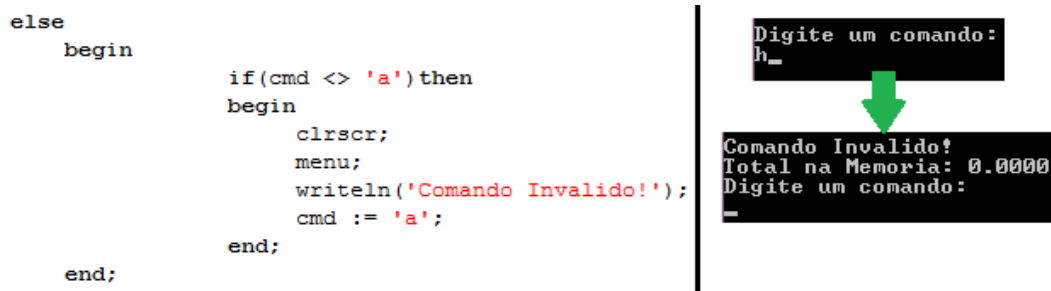 else
begin
if(cmd <> 'a')then
begin
clrscr;
menu;
writeln('Comando Invalido!');
cmd := 'a';
end;
end;
Digite um comando:
h_
Comando Invalido!
Total na Memoria: 0.0000
Digite um comando:
_